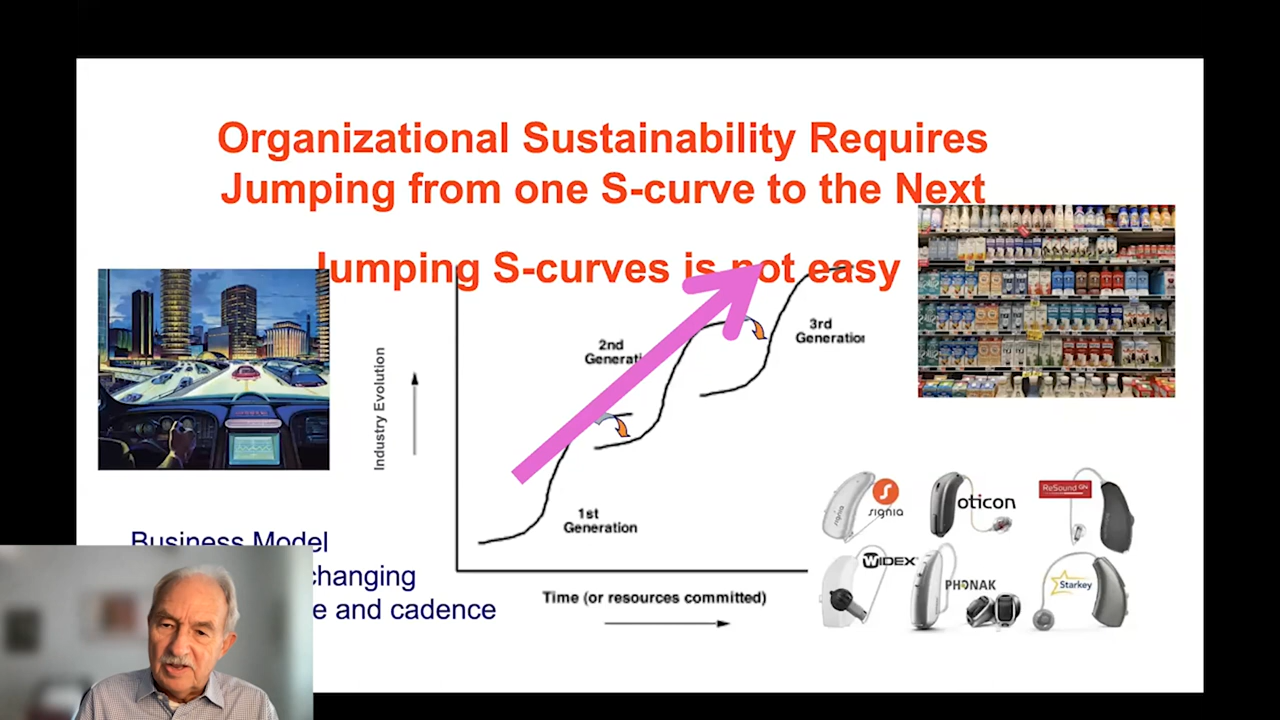 Organizational Sustainability Requires
Jumping from one S-curve to the Next
Jumping S-curves is not easy
Industry Evolution
2nd
Generati
3rd
Generation
1st
Generation
Time (or resources committed)
Business Model
changing
e and cadence
signia
oticon
ReSound GN
WIDEX
PHONAK
Starkey